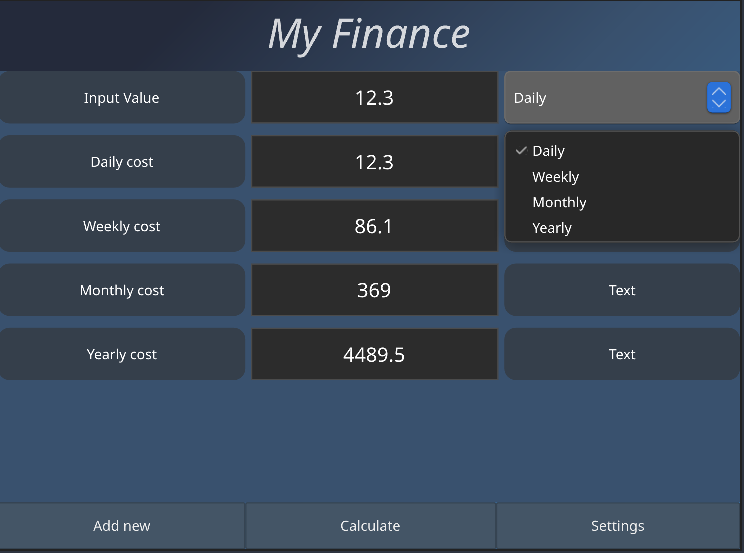 My Finance
Input Value 12.3 Daily
Daily cost 12.3 Daily
Weekly
Weekly cost 86.1 Monthly
Yearly
Monthly cost 369 Text
Yearly cost 4489.5 Text
Add new Calculate Settings